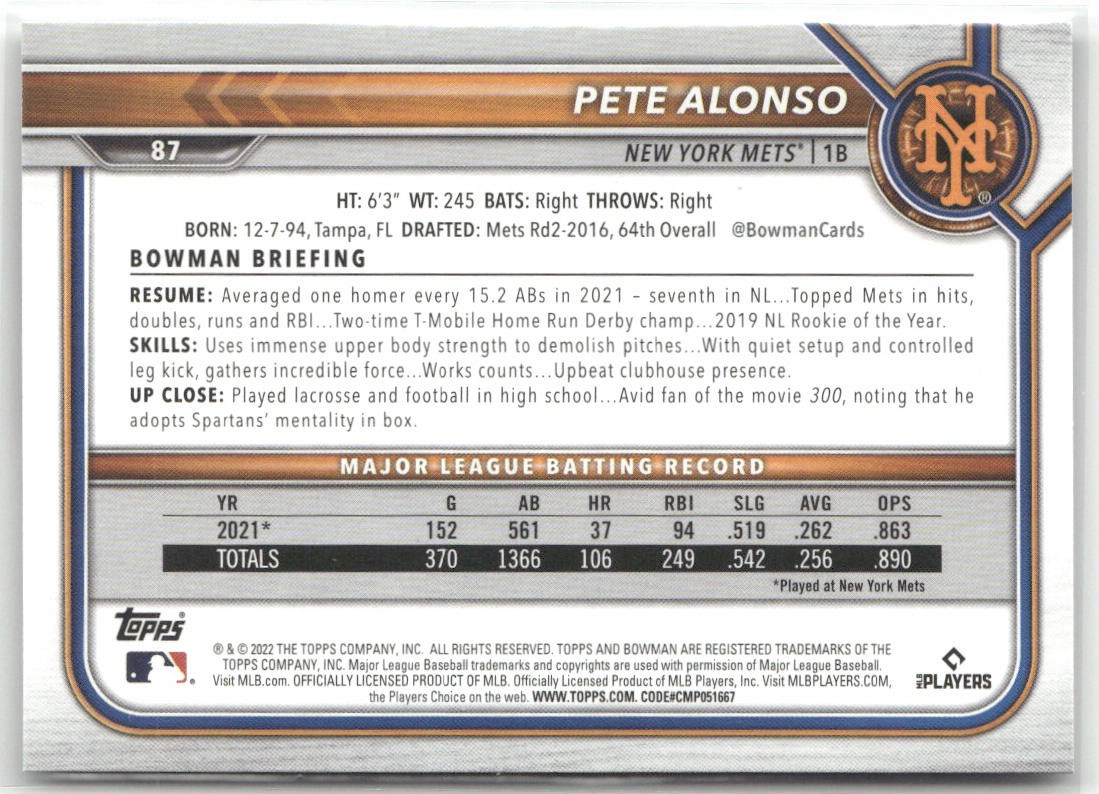 PETE ALONSO
87
NEW YORK METS® | 1B
NY®
HT: 6'3" WT: 245 BATS: Right THROWS: Right
BORN: 12-7-94, Tampa, FL DRAFTED: Mets Rd2-2016, 64th Overall @BowmanCards
BOWMAN BRIEFING
RESUME: Averaged one homer every 15.2 ABs in 2021 – seventh in NL...Topped Mets in hits,
doubles, runs and RBI...Two-time T-Mobile Home Run Derby champ...2019 NL Rookie of the Year.
SKILLS: Uses immense upper body strength to demolish pitches...With quiet setup and controlled
leg kick, gathers incredible force...Works counts...Upbeat clubhouse presence.
UP CLOSE: Played lacrosse and football in high school...Avid fan of the movie 300, noting that he
adopts Spartans' mentality in box.
MAJOR LEAGUE BATTING RECORD
YR G AB HR RBI SLG AVG OPS
2021* 152 561 37 94 .519 .262 .863
TOTALS 370 1366 106 249 .542 .256 .890
*Played at New York Mets
Topps®
® & © 2022 THE TOPPS COMPANY, INC. ALL RIGHTS RESERVED. TOPPS AND BOWMAN ARE REGISTERED TRADEMARKS OF THE
TOPPS COMPANY, INC. Major League Baseball trademarks and copyrights are used with permission of Major League Baseball.
Visit MLB.com. OFFICIALLY LICENSED PRODUCT OF MLB. Officially Licensed Product of MLB Players, Inc. Visit MLBPLAYERS.COM,
the Players Choice on the web. WWW.TOPPS.COM. CODE#CMP051667
MLB PLAYERS